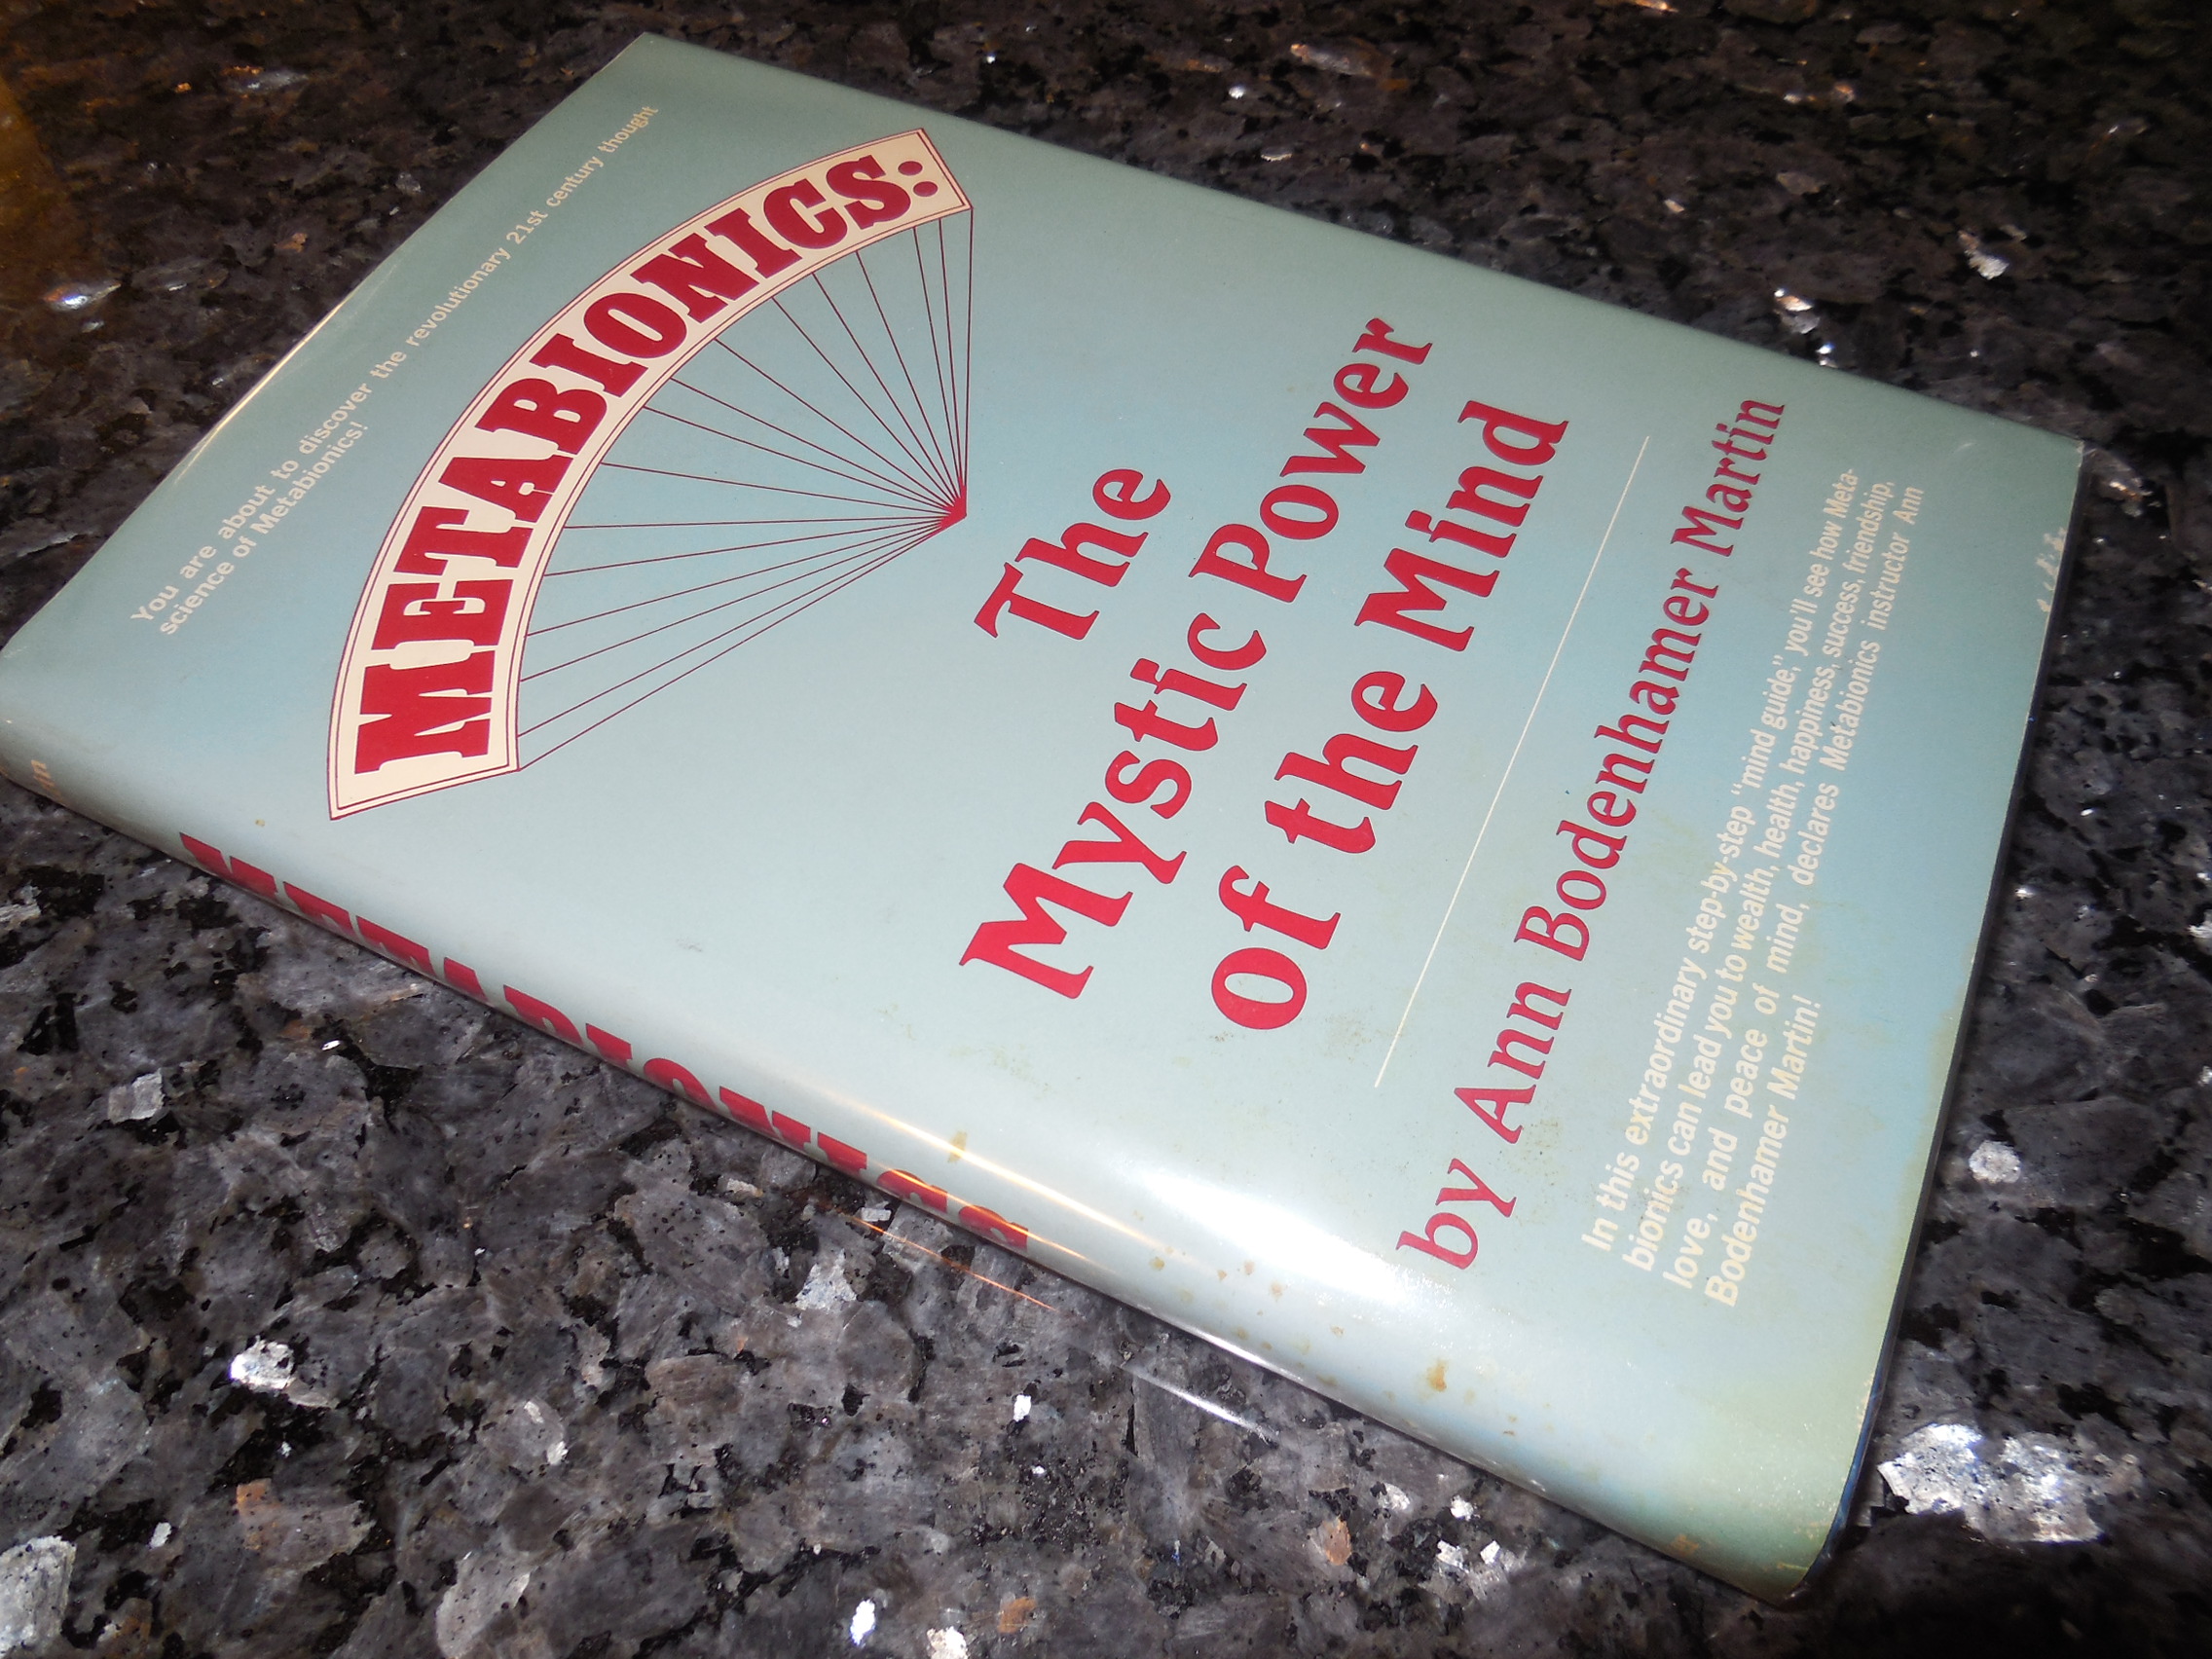 You are about to discover the revolutionary 21st century thought
science of Metabionics!
METABIONICS:
The
Mystic Power
of the Mind
by Ann Bodenhamer Martin
In this extraordinary step-by-step “mind guide,” you'll see how Meta-
bionics can lead you to wealth, health, happiness, success, friendship,
love, and peace of mind, declares Metabionics instructor Ann
Bodenhamer Martin!
METABIONICS